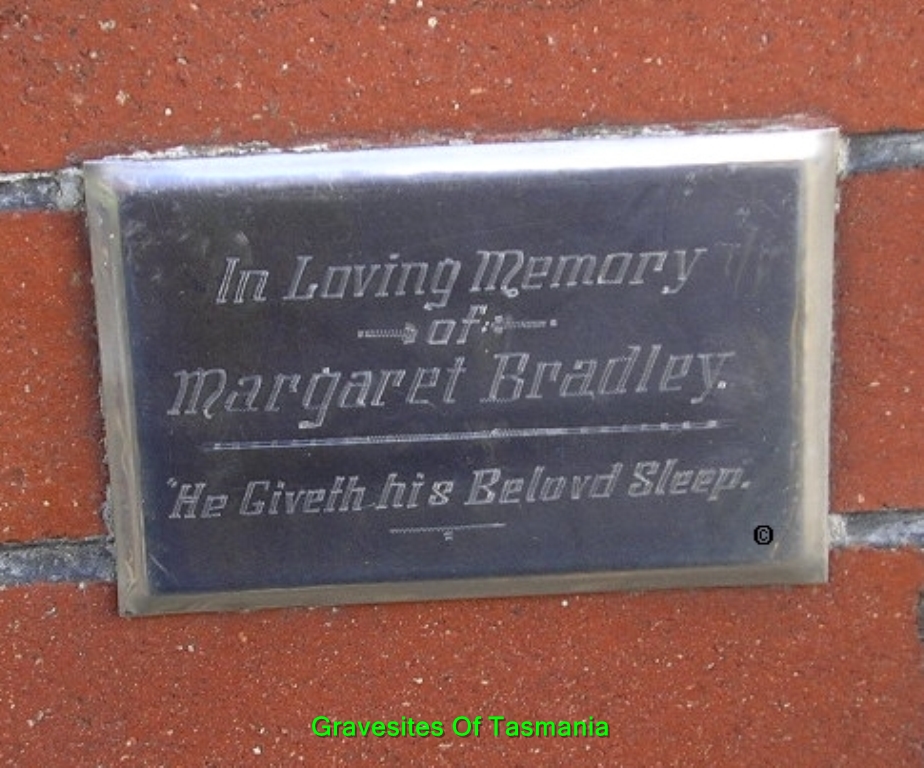 In Loving Memory
of
Margaret Bradley.
"He Giveth his Belovd Sleep."
©
Gravesites Of Tasmania